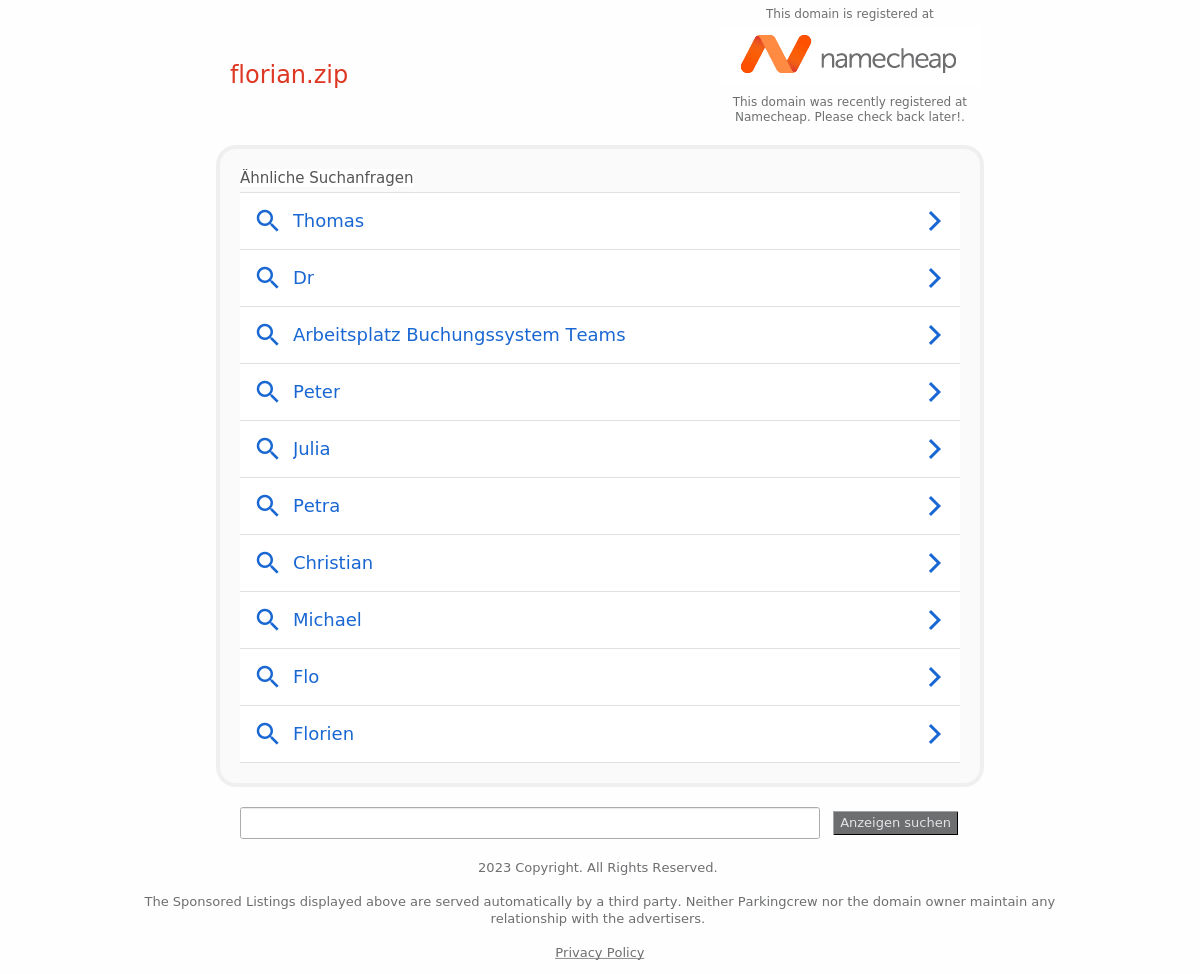 This domain is registered at
namecheap
florian.zip
This domain was recently registered at
Namecheap. Please check back later!.
Ähnliche Suchanfragen
Thomas
Dr
Arbeitsplatz Buchungssystem Teams
Peter
Julia
Petra
Christian
Michael
Flo
Florien
Anzeigen suchen
2023 Copyright. All Rights Reserved.
The Sponsored Listings displayed above are served automatically by a third party. Neither Parkingcrew nor the domain owner maintain any
relationship with the advertisers.
Privacy Policy